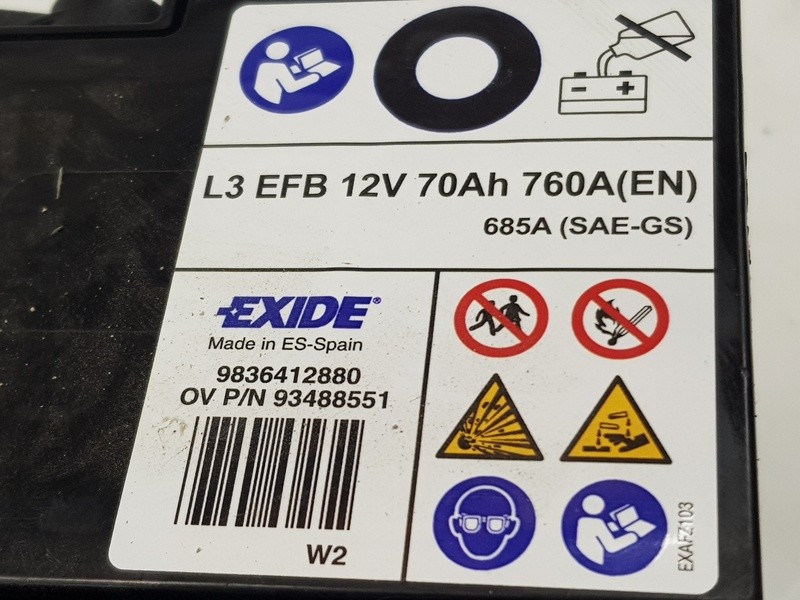 L3 EFB 12V 70Ah 760A(EN)
685A (SAE-GS)
EXIDE®
Made in ES-Spain
9836412880
OV P/N 93488551
W2
EXAFZ103